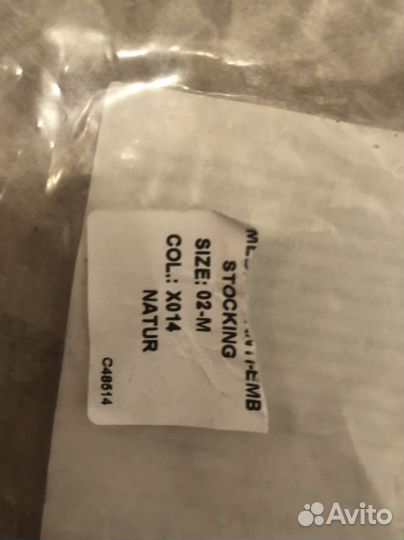 STOCKING
SIZE: 02-M
COL.: X014
NATUR
C48514
Avito